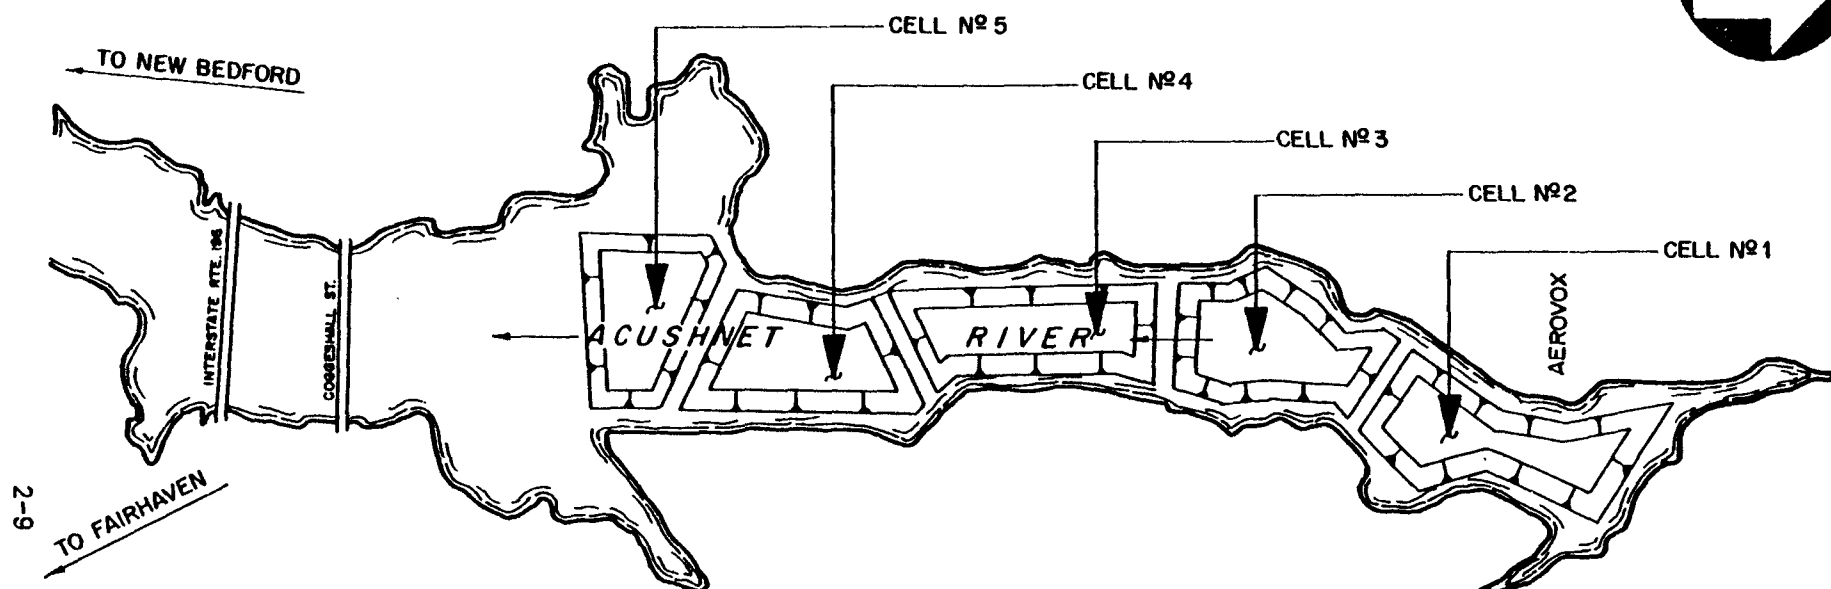 CELL Nº 5
TO NEW BEDFORD
CELL Nº 4
CELL Nº 3
CELL Nº 2
CELL Nº 1
INTERSTATE RTE. 195
COGGESHALL ST.
ACUSHNET RIVER
AEROVOX
2-9
TO FAIRHAVEN